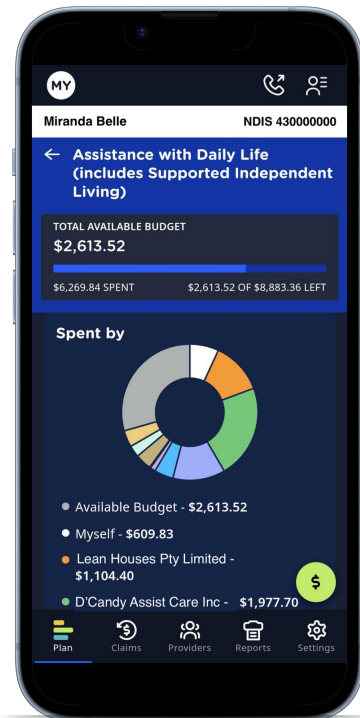 MY
Miranda Belle NDIS 430000000
Assistance with Daily Life
(includes Supported Independent
Living)
TOTAL AVAILABLE BUDGET
$2,613.52
$6,269.84 SPENT $2,613.52 OF $8,883.36 LEFT
Spent by
Available Budget - $2,613.52
Myself - $609.83
Lean Houses Pty Limited -
$1,104.40
D'Candy Assist Care Inc - $1,977.70
$
Plan Claims Providers Reports Settings